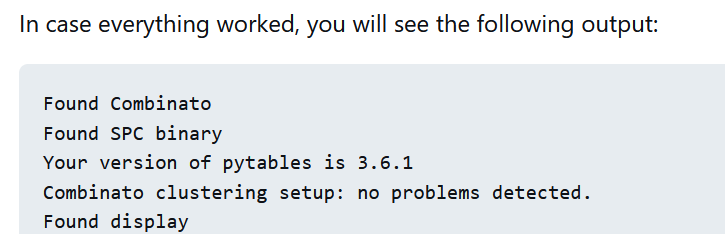 In case everything worked, you will see the following output:
Found Combinato
Found SPC binary
Your version of pytables is 3.6.1
Combinato clustering setup: no problems detected.
Found display